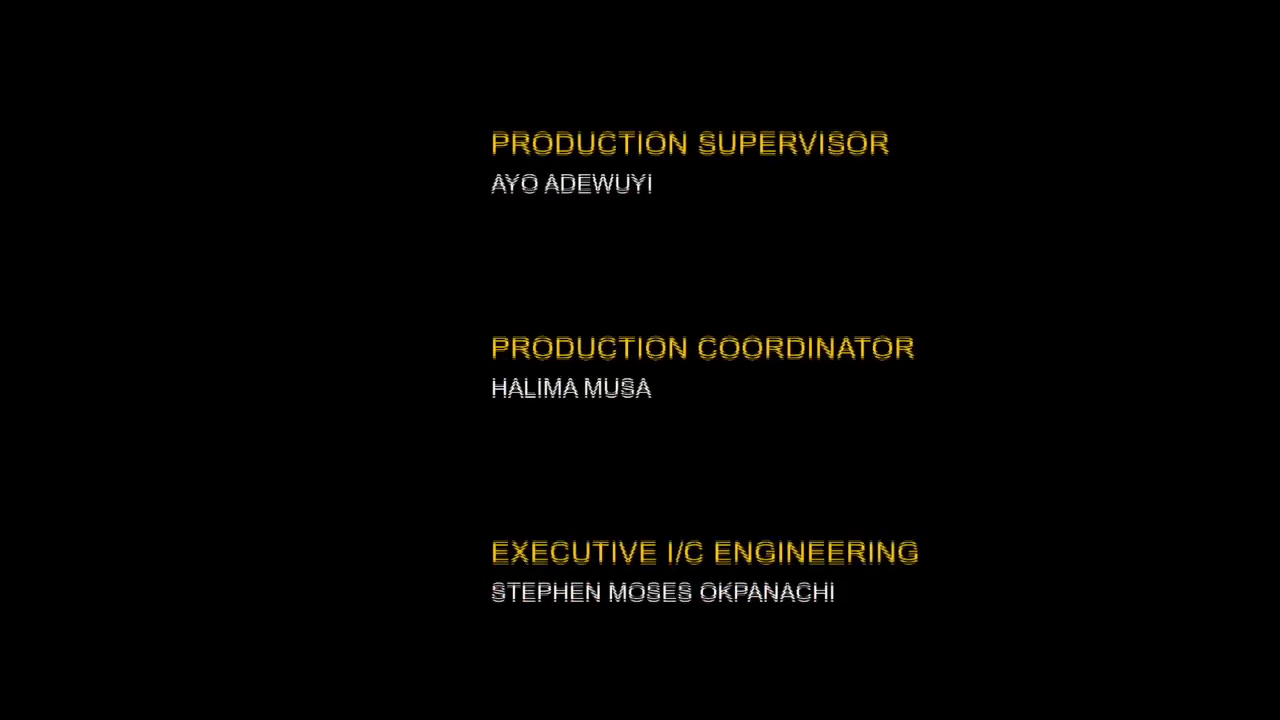 PRODUCTION SUPERVISOR
AYO ADEWUYI
PRODUCTION COORDINATOR
HALIMA MUSA
EXECUTIVE I/C ENGINEERING
STEPHEN MOSES OKPANACHI